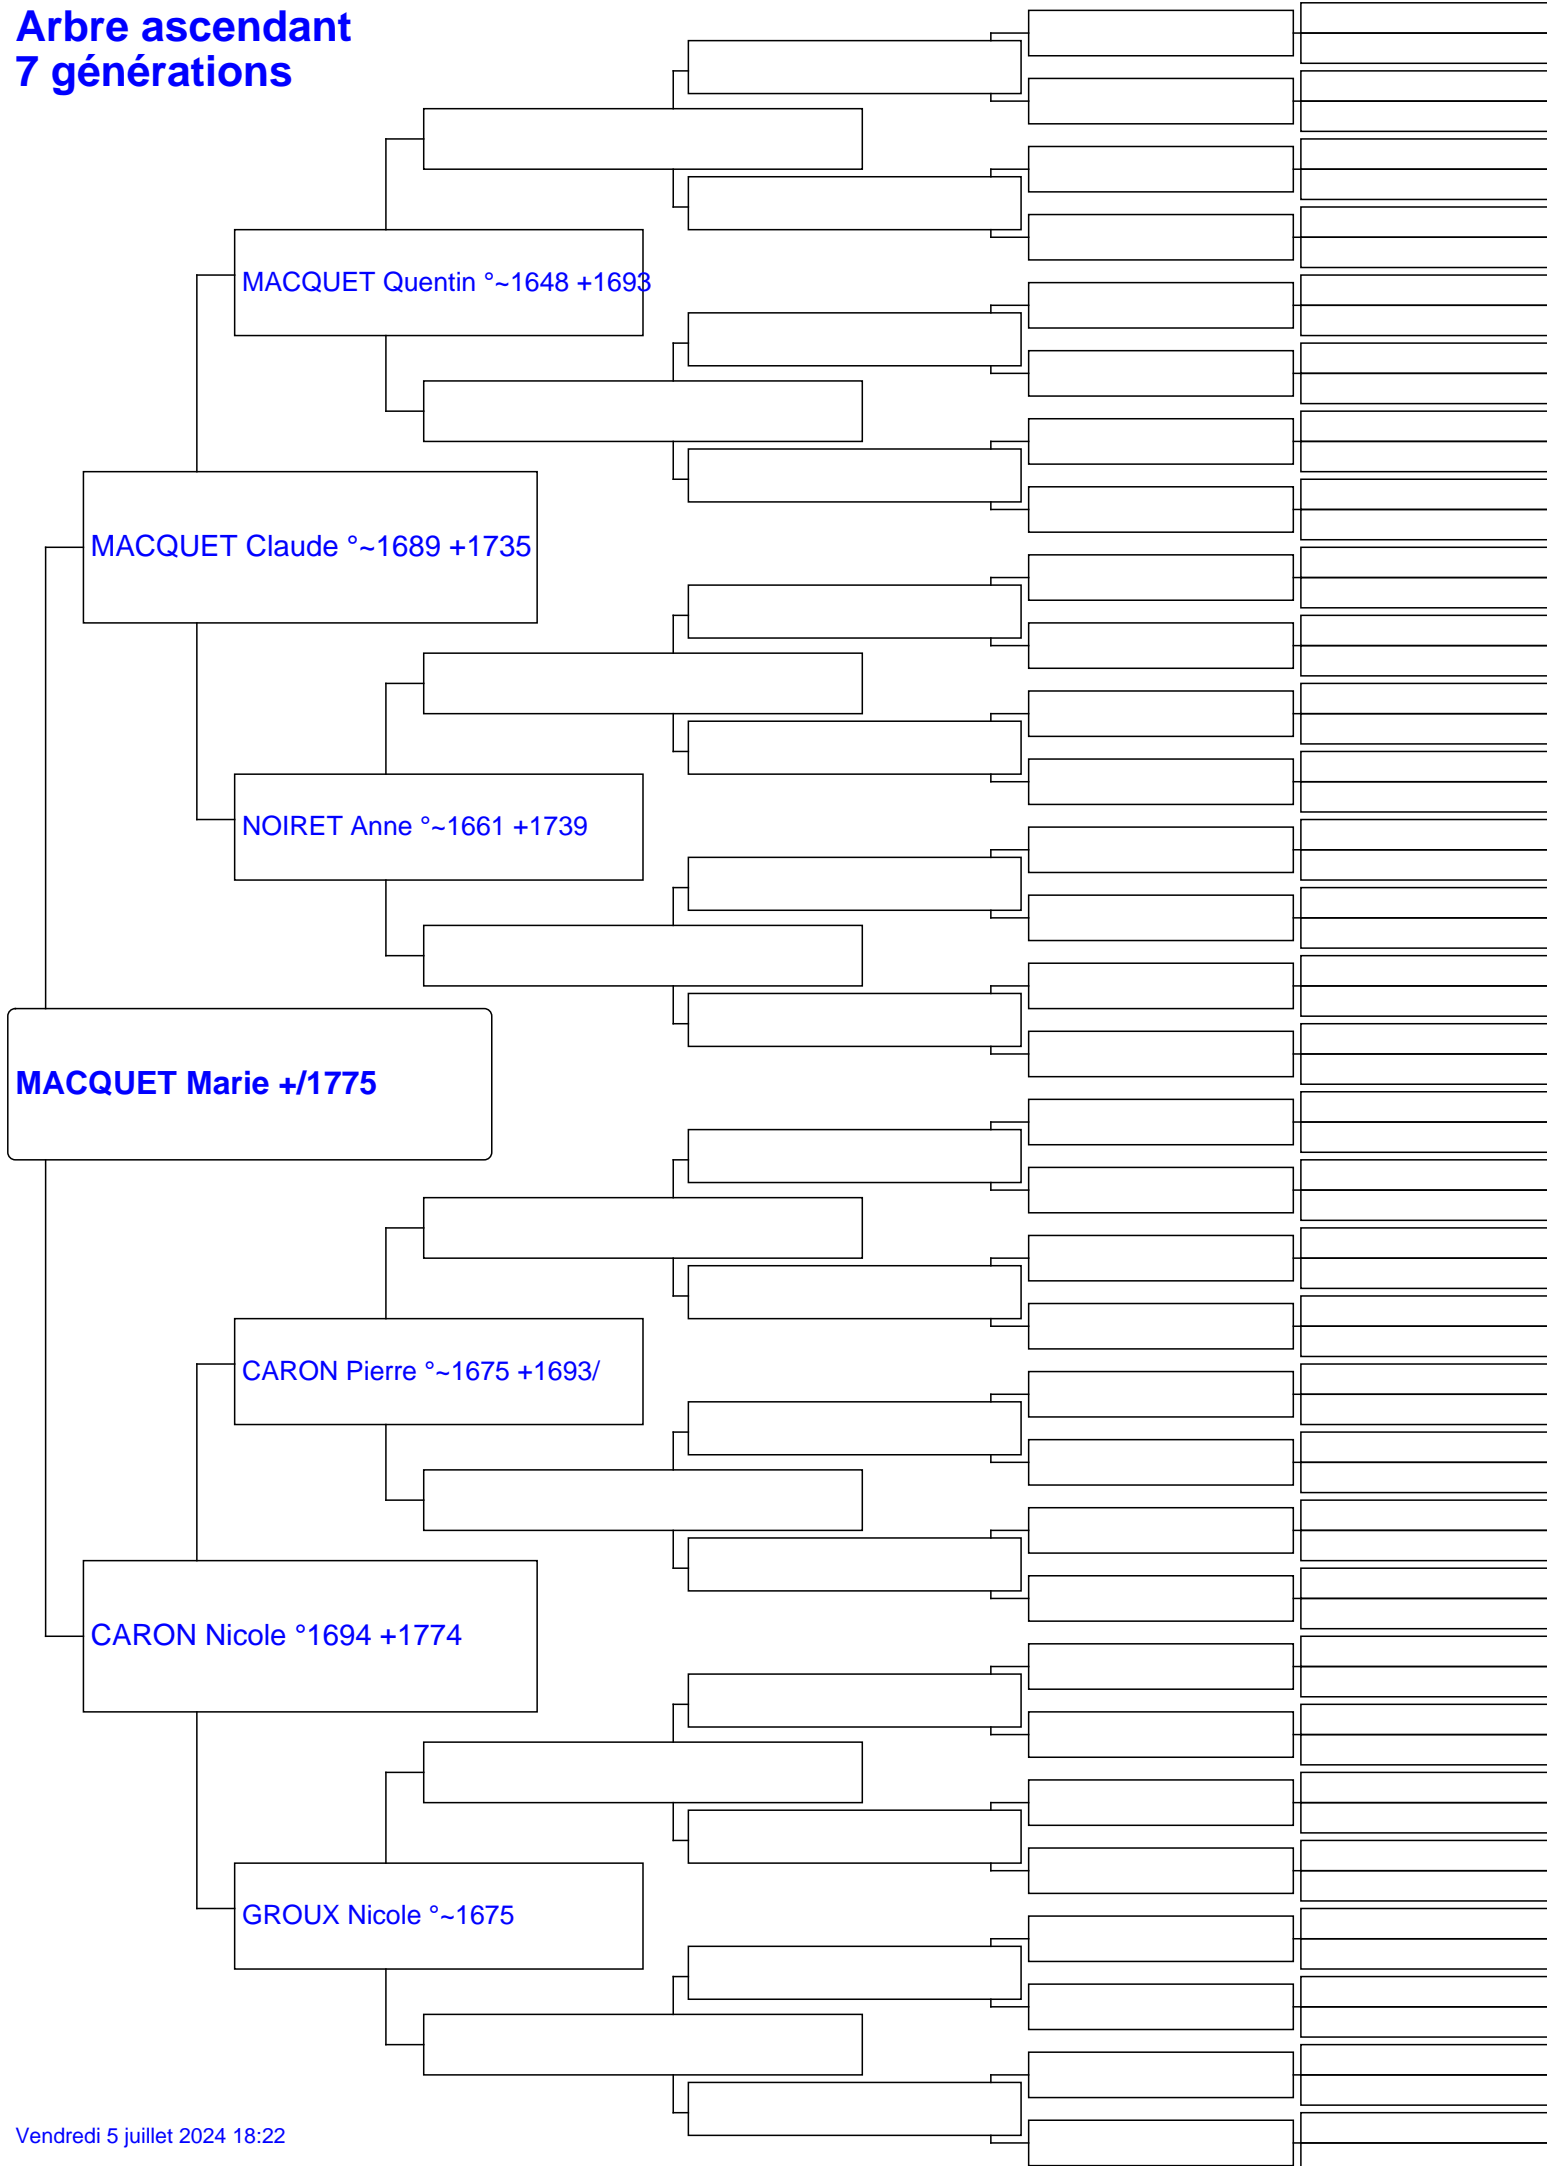 Arbre ascendant
7 générations
MACQUET Quentin °~1648 +1693
MACQUET Claude °~1689 +1735
NOIRET Anne °~1661 +1739
MACQUET Marie +/1775
CARON Pierre °~1675 +1693/
CARON Nicole °1694 +1774
GROUX Nicole °~1675
Vendredi 5 juillet 2024 18:22